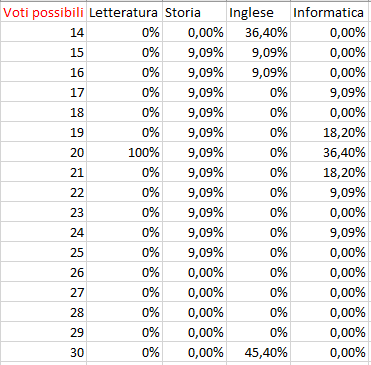 Voti possibili Letteratura Storia Inglese Informatica
14 0% 0,00% 36,40% 0,00%
15 0% 9,09% 9,09% 0,00%
16 0% 9,09% 9,09% 0,00%
17 0% 9,09% 0% 9,09%
18 0% 9,09% 0% 0,00%
19 0% 9,09% 0% 18,20%
20 100% 9,09% 0% 36,40%
21 0% 9,09% 0% 18,20%
22 0% 9,09% 0% 9,09%
23 0% 9,09% 0% 0,00%
24 0% 9,09% 0% 9,09%
25 0% 9,09% 0% 0,00%
26 0% 0,00% 0% 0,00%
27 0% 0,00% 0% 0,00%
28 0% 0,00% 0% 0,00%
29 0% 0,00% 0% 0,00%
30 0% 0,00% 45,40% 0,00%